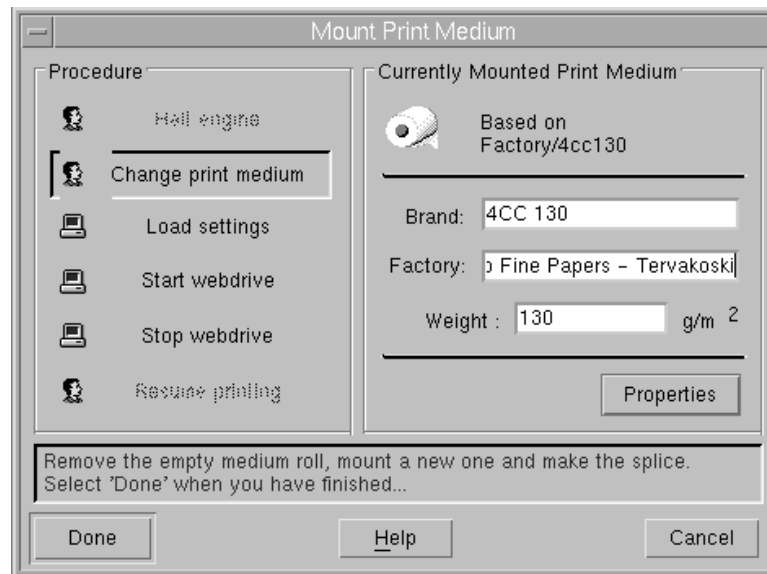 Mount Print Medium
Procedure
Halt engine
Change print medium
Load settings
Start webdrive
Stop webdrive
Resume printing
Currently Mounted Print Medium
Based on
Factory/4cc130
Brand: 4CC 130
Factory: o Fine Papers – Tervakoski
Weight : 130 g/m 2
Properties
Remove the empty medium roll, mount a new one and make the splice.
Select 'Done' when you have finished...
Done Help Cancel